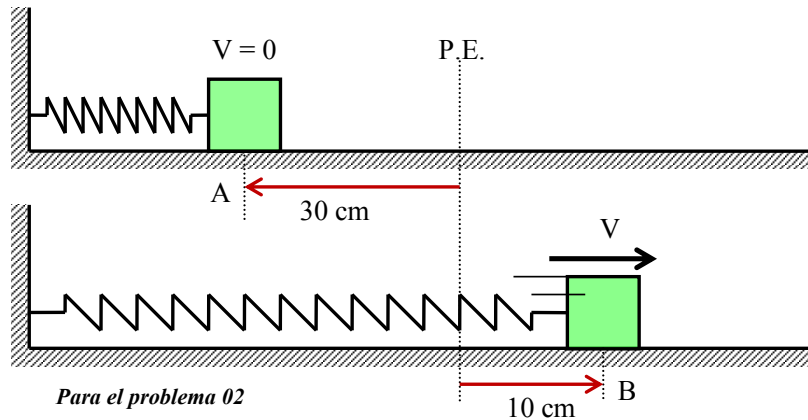 V = 0
P.E.
A
30 cm
V
Para el problema 02
B
10 cm